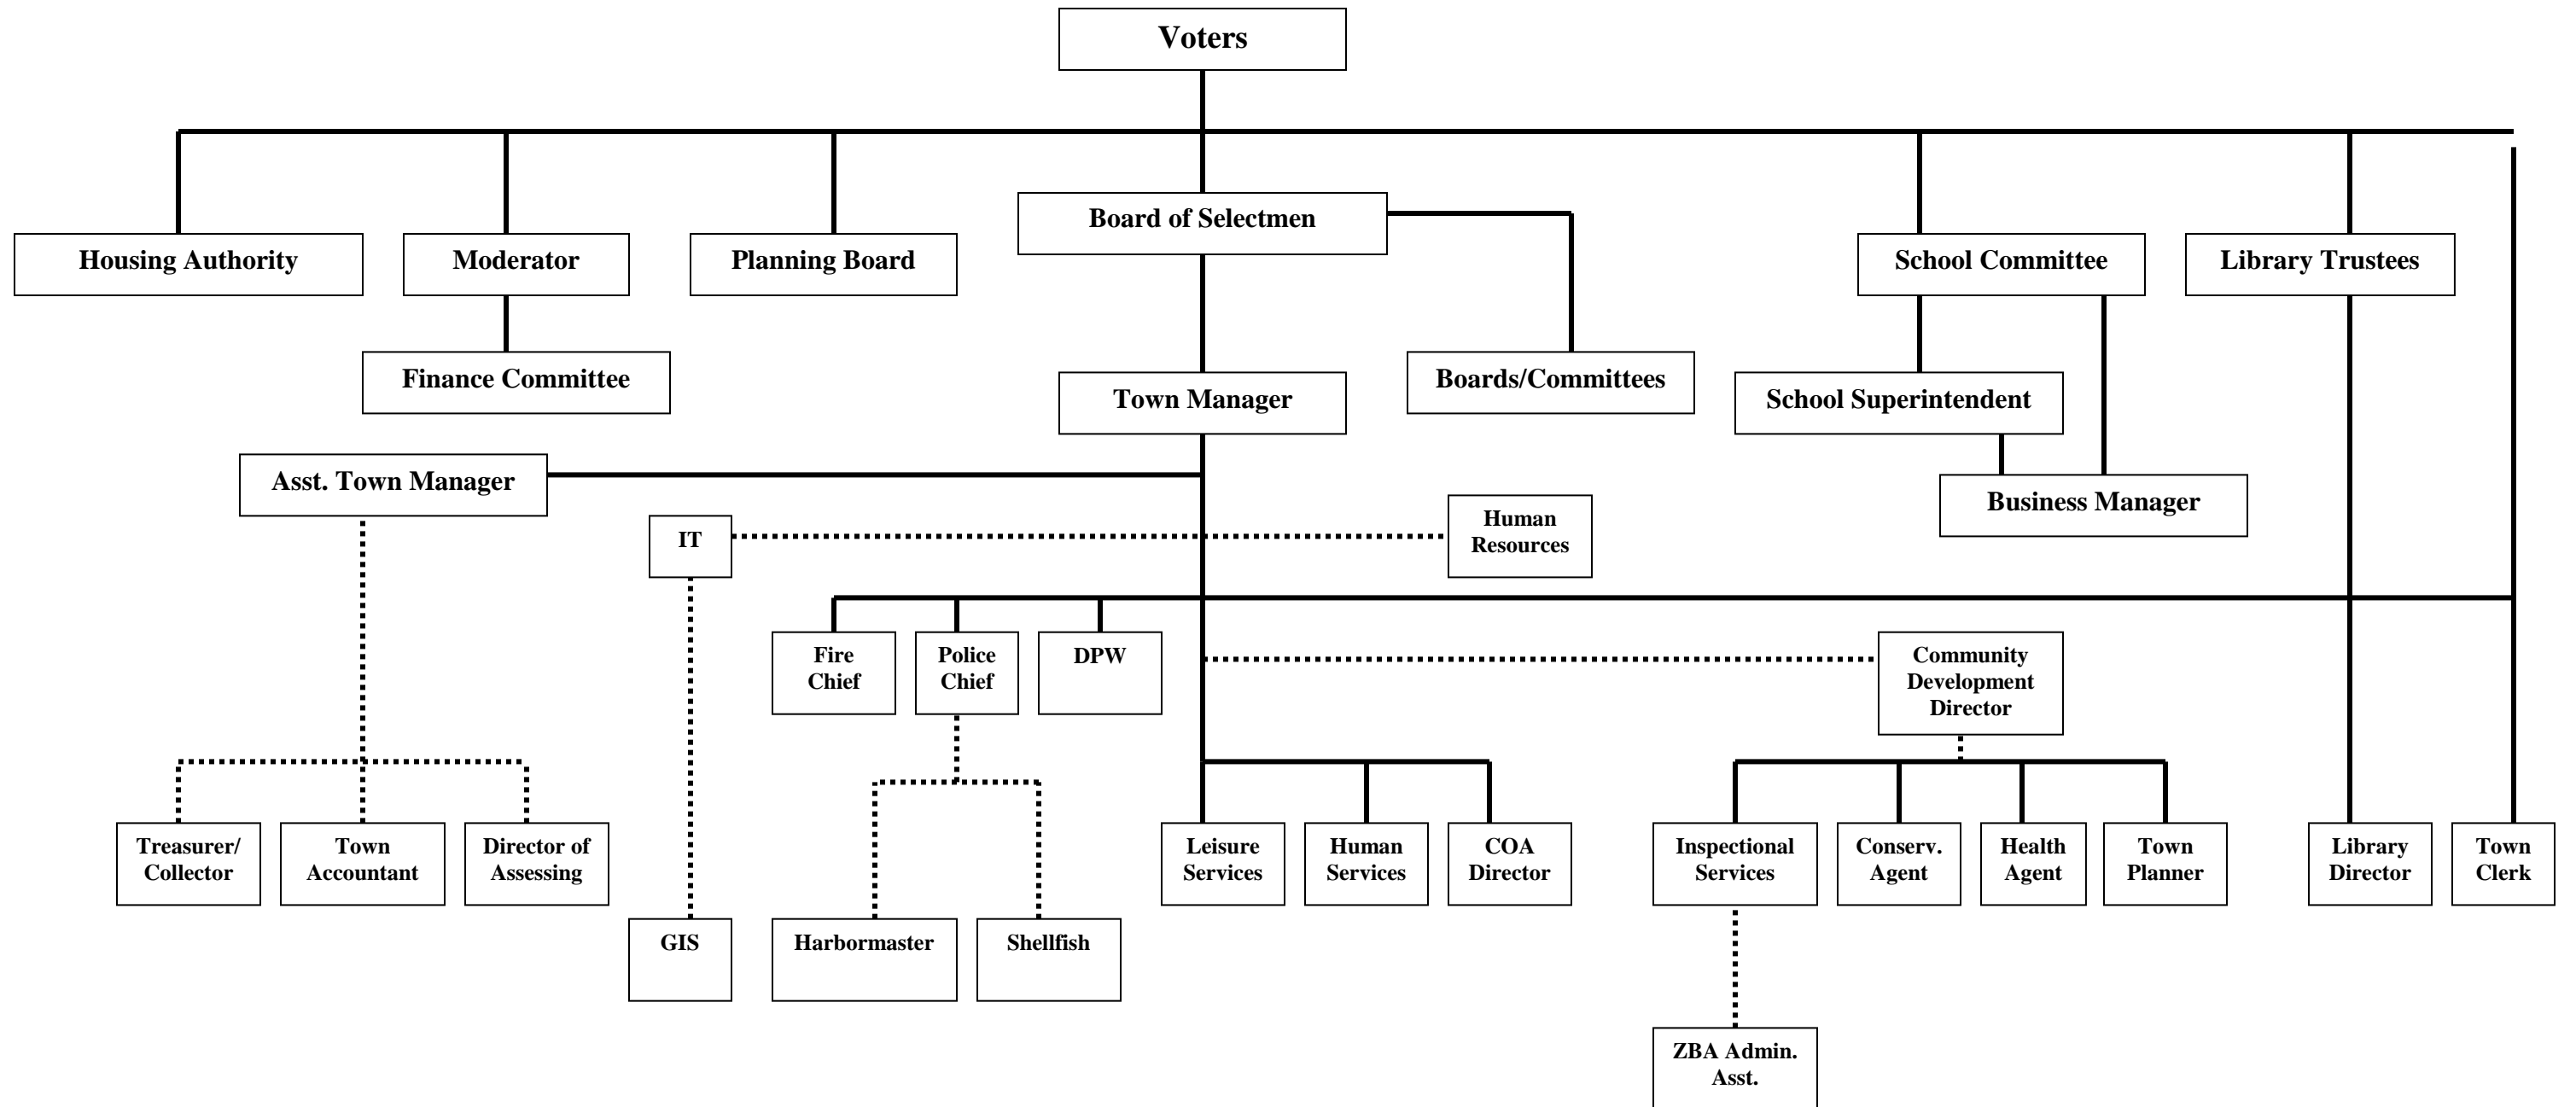 Voters
Board of Selectmen
Housing Authority
Moderator
Planning Board
School Committee
Library Trustees
Finance Committee
Boards/Committees
Town Manager
School Superintendent
Asst. Town Manager
Business Manager
IT
Human
Resources
Fire
Chief
Police
Chief
DPW
Community
Development
Director
Treasurer/
Collector
Town
Accountant
Director of
Assessing
Leisure
Services
Human
Services
COA
Director
Inspectional
Services
Conserv.
Agent
Health
Agent
Town
Planner
Library
Director
Town
Clerk
GIS
Harbormaster
Shellfish
ZBA Admin.
Asst.